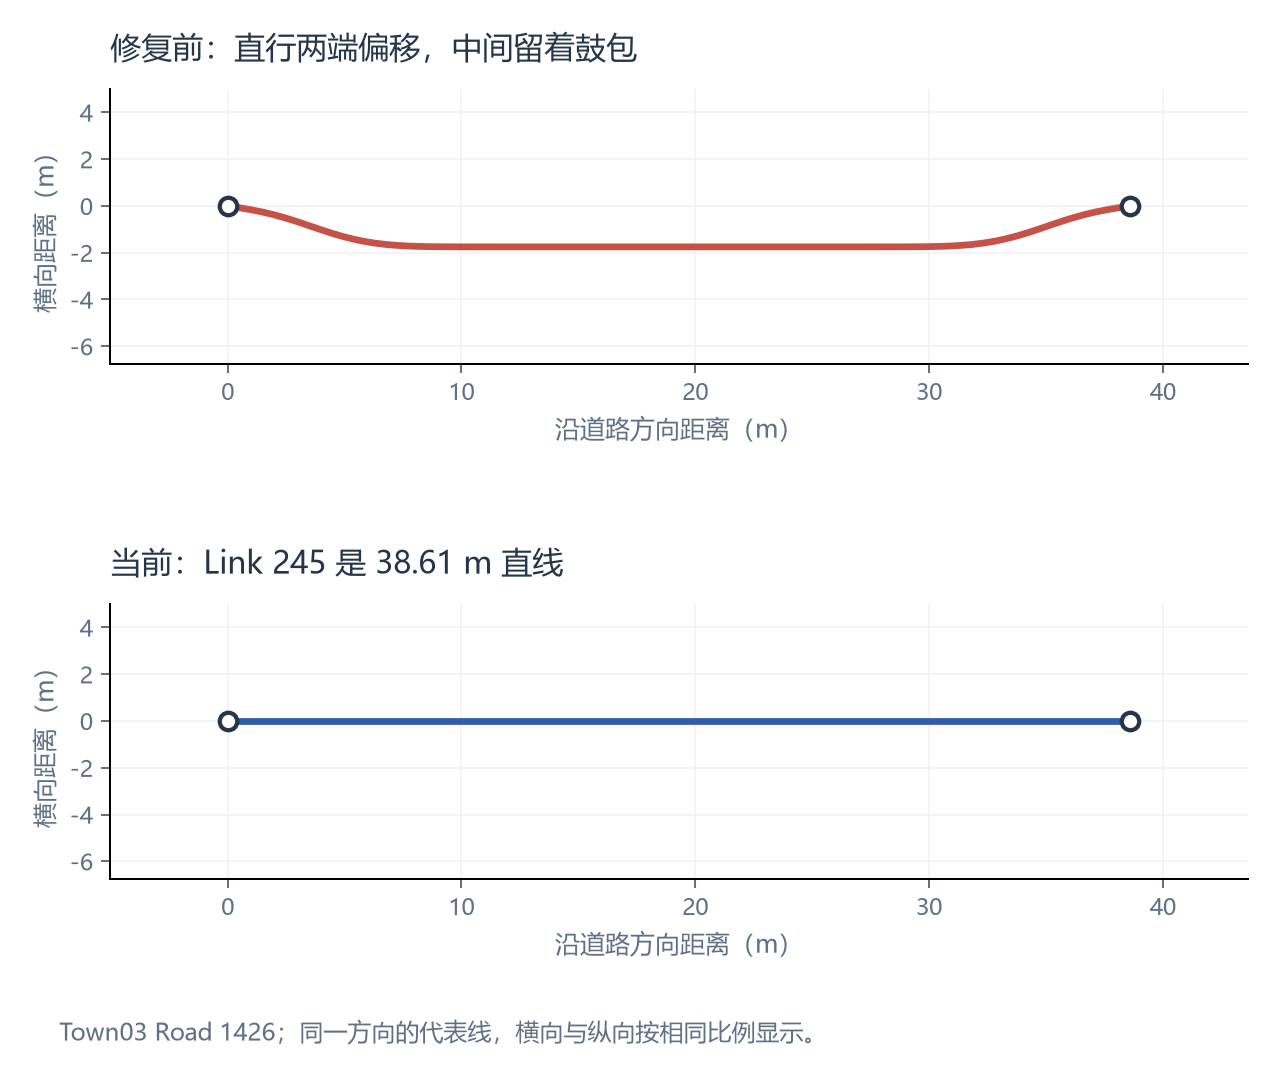 修复前：直行两端偏移，中间留着鼓包
横向距离（m）
4
2
0
-2
-4
-6
0 10 20 30 40
沿道路方向距离（m）
当前：Link 245 是 38.61 m 直线
横向距离（m）
4
2
0
-2
-4
-6
0 10 20 30 40
沿道路方向距离（m）
Town03 Road 1426；同一方向的代表线，横向与纵向按相同比例显示。